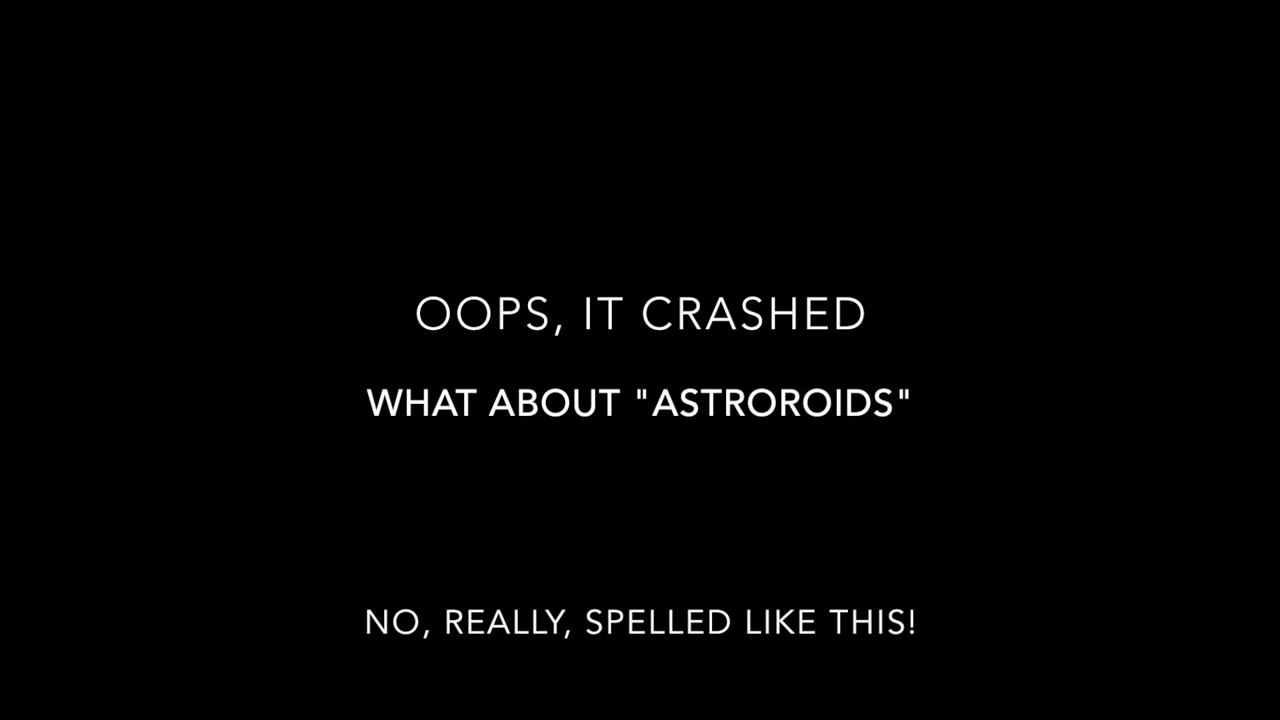 OOPS, IT CRASHED
WHAT ABOUT "ASTROROIDS"
NO, REALLY, SPELLED LIKE THIS!